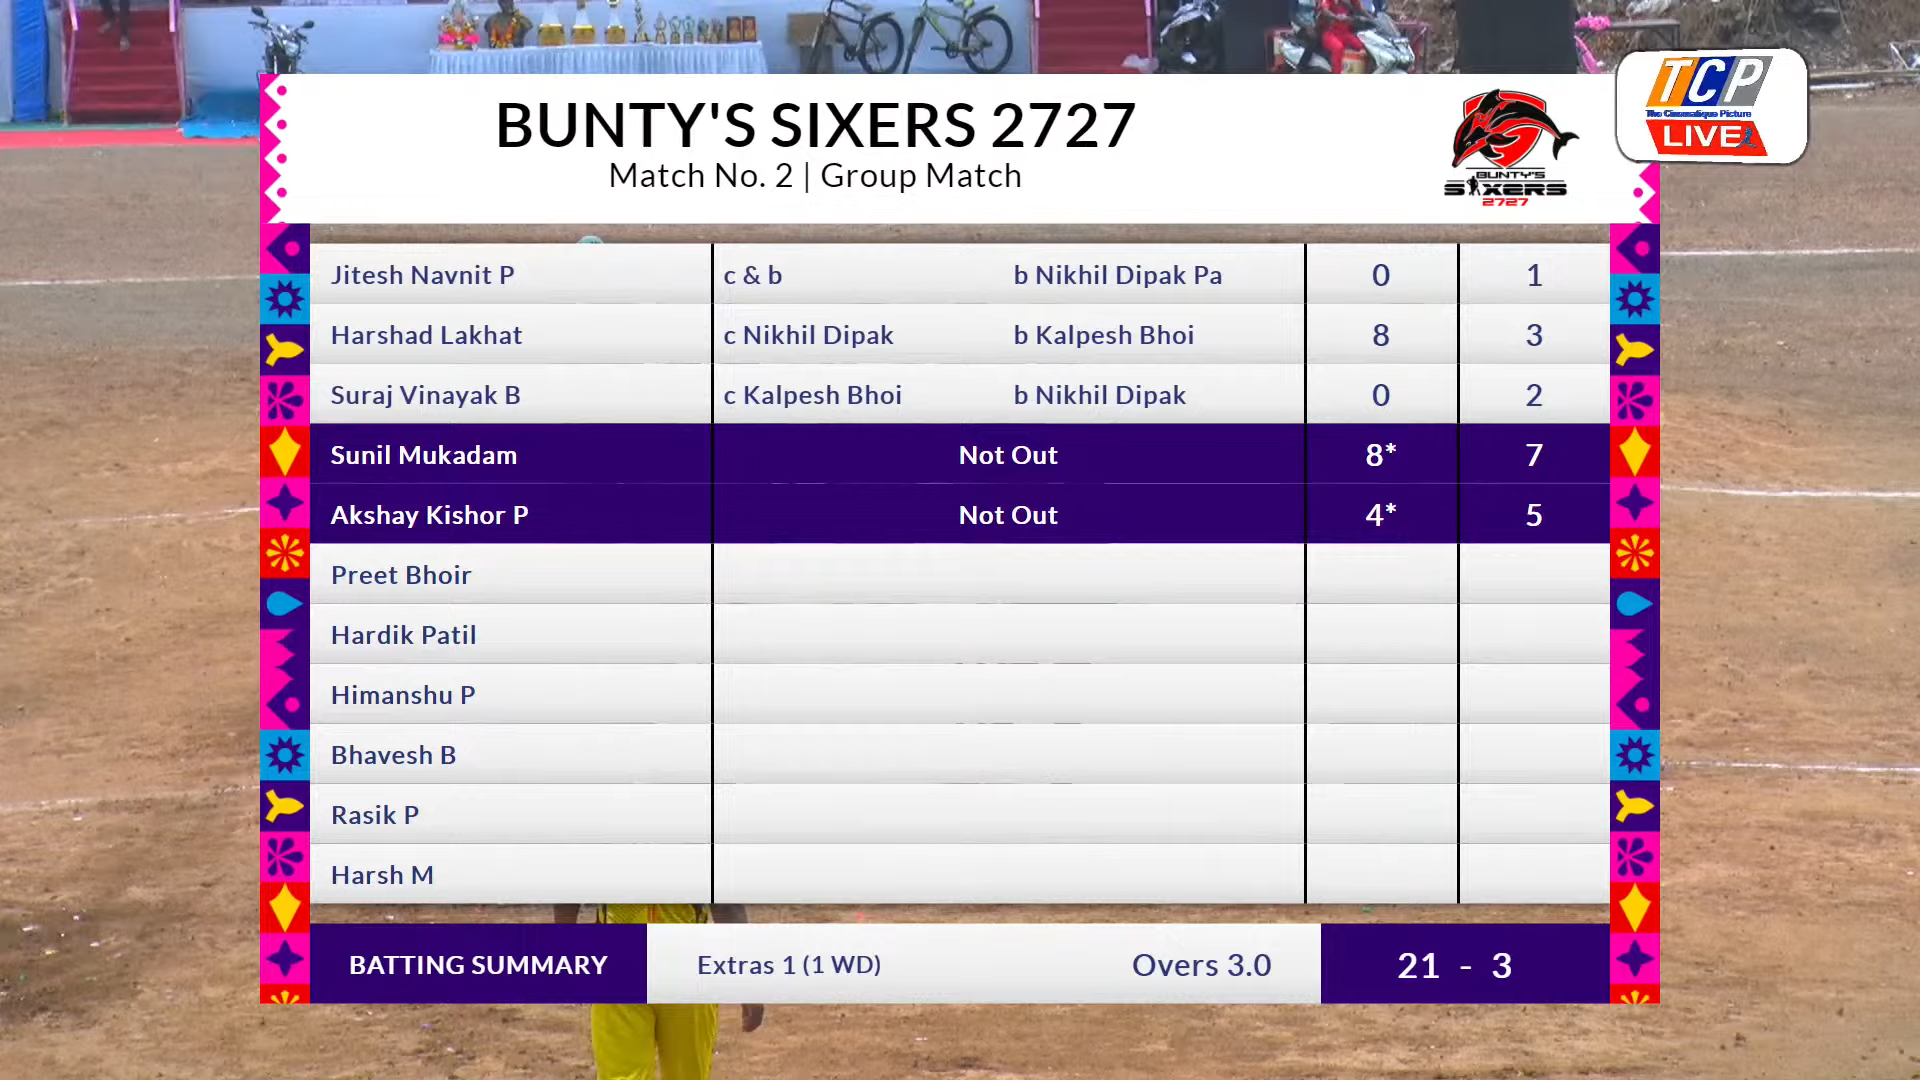 TCP
The Cinematique Picture
LIVE
BUNTY'S SIXERS 2727
Match No. 2 | Group Match
BUNTY'S
SIXERS
2727
Jitesh Navnit P c & b b Nikhil Dipak Pa 0 1
Harshad Lakhat c Nikhil Dipak b Kalpesh Bhoi 8 3
Suraj Vinayak B c Kalpesh Bhoi b Nikhil Dipak 0 2
Sunil Mukadam Not Out 8* 7
Akshay Kishor P Not Out 4* 5
Preet Bhoir
Hardik Patil
Himanshu P
Bhavesh B
Rasik P
Harsh M
BATTING SUMMARY Extras 1 (1 WD) Overs 3.0 21 - 3